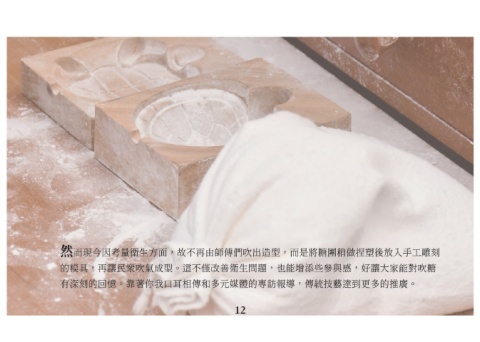 然而現今因考量衛生方面，故不再由師傅們吹出造型，而是將糖團稍做捏塑後放入手工雕刻
的模具，再讓民眾吹氣成型。這不僅改善衛生問題，也能增添些參與感，好讓大家能對吹糖
有深刻的回憶。靠著你我口耳相傳和多元媒體的專訪報導，傳統技藝達到更多的推廣。
12